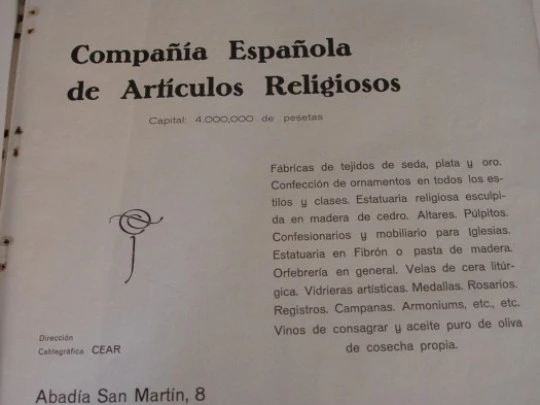 Compañía Española
de Artículos Religiosos
Capital: 4.000,000 de pesetas
Fábricas de tejidos de seda, plata y oro.
Confección de ornamentos en todos los es-
tilos y clases. Estatuaria religiosa esculpi-
da en madera de cedro. Altares. Púlpitos.
Confesionarios y mobiliario para Iglesias.
Estatuaria en Fibrón o pasta de madera.
Orfebrería en general. Velas de cera litúr-
gica. Vidrieras artísticas. Medallas. Rosarios.
Registros. Campanas. Armoniums, etc., etc.
Vinos de consagrar y aceite puro de oliva
de cosecha propia.
Dirección
Cablegráfica CEAR
Abadía San Martín, 8